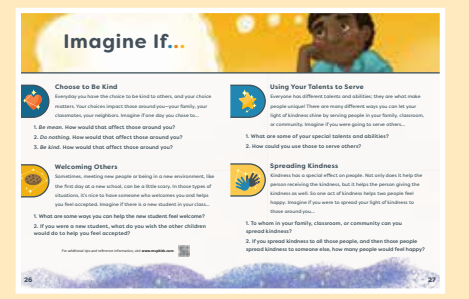 Imagine If...
Choose to Be Kind
Everyday you have the choice to be kind to others, and your choice
matters. Your choices impact those around you—your family, your
classmates, your neighbors. Imagine if one day you chose to...
1. Be mean. How would that affect those around you?
2. Do nothing. How would that affect those around you?
3. Be kind. How would that affect those around you?
Welcoming Others
Sometimes, meeting new people or being in a new environment, like
the first day at a new school, can be a little scary. In those types of
situations, it's nice to have someone who welcomes you and helps
you feel accepted. Imagine if there is a new student in your class...
1. What are some ways you can help the new student feel welcome?
2. If you were a new student, what do you wish the other children
would do to help you feel accepted?
For additional tips and reference information, visit
26
Using Your Talents to Serve
Everyone has different talents and abilities; they are what make
people unique! There are many different ways you can let your
light of kindness shine by serving people in your family, classroom,
or community. Imagine if you were going to serve others...
1. What are some of your special talents and abilities?
2. How could you use those to serve others?
Spreading Kindness
Kindness has a special effect on people. Not only does it help the
person receiving the kindness, but it helps the person giving the
kindness as well. So one act of kindness helps two people feel
happy. Imagine if you were to spread your light of kindness to
those around you...
1. To whom in your family, classroom, or community can you
spread kindness?
2. If you spread kindness to all those people, and then those people
spread kindness to someone else, how many people would feel happy?
27